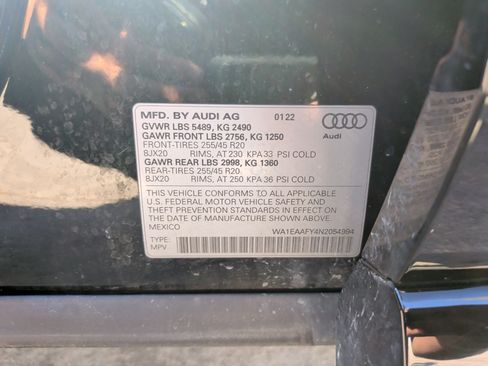 MFD. BY AUDI AG 01 22
GVWR LBS 5489, KG 2490
GAWR FRONT LBS 2756, KG 1250
FRONT-TIRES 255/45 R20
8JX20 RIMS, AT 230 KPA 33 PSI COLD
GAWR REAR LBS 2998, KG 1360
REAR-TIRES 255/45 R20
8JX20 RIMS, AT 250 KPA 36 PSI COLD
Audi
THIS VEHICLE CONFORMS TO ALL APPLICABLE
U.S. FEDERAL MOTOR VEHICLE SAFETY AND
THEFT PREVENTION STANDARDS IN EFFECT ON
THE DATE OF MANUFACTURE SHOWN ABOVE.
MEXICO
WA1EAAFY4N2054994
TYPE:
MPV